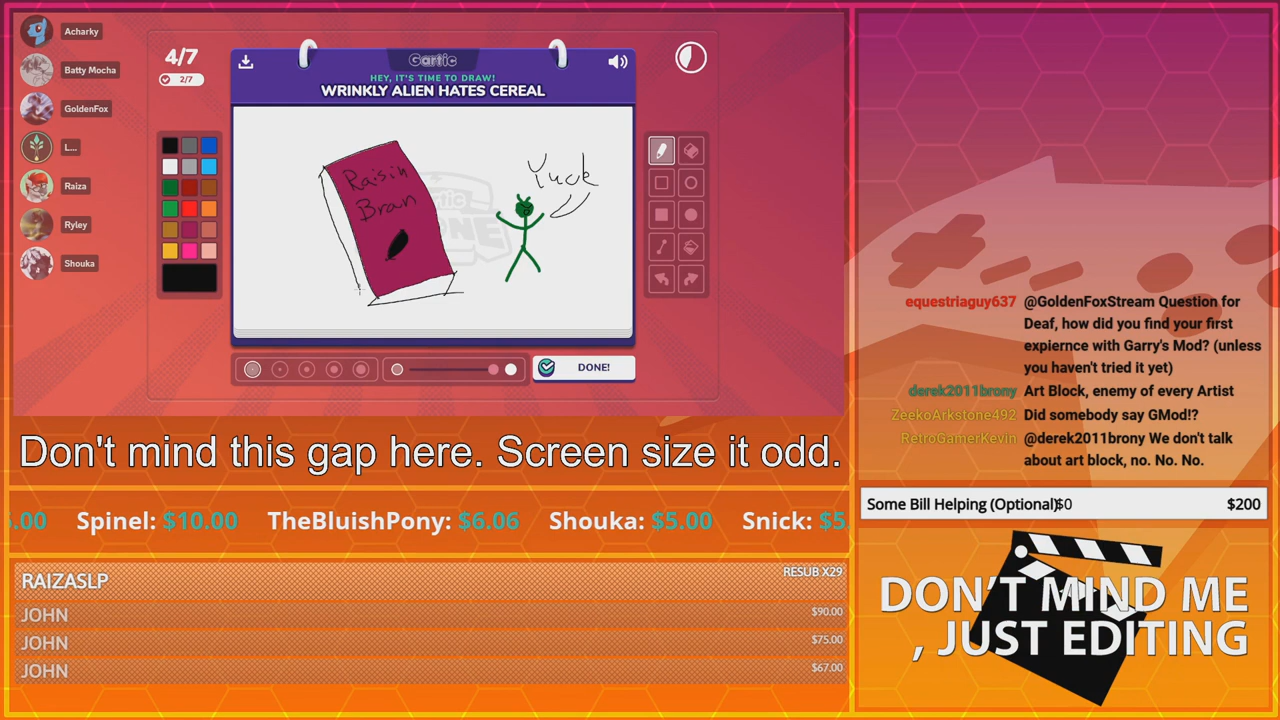 Acharky
Batty Mocha
GoldenFox
L...
Raiza
Ryley
Shouka
4/7
2/7
Gartic
HEY, IT'S TIME TO DRAW!
WRINKLY ALIEN HATES CEREAL
Raisin
Bran
Yuck
DONE!
Don't mind this gap here. Screen size it odd.
5.00 Spinel: $10.00 TheBluishPony: $6.06 Shouka: $5.00 Snick: $5
RAIZASLP RESUB X29
JOHN $90.00
JOHN $75.00
JOHN $67.00
equestriaguy637 @GoldenFoxStream Question for
Deaf, how did you find your first
expiernce with Garry's Mod? (unless
you haven't tried it yet)
derek2011brony Art Block, enemy of every Artist
ZeekoArkstone492 Did somebody say GMod!?
RetroGamerKevin @derek2011brony We don't talk
about art block, no. No. No.
Some Bill Helping (Optional) $0 $200
DON'T MIND ME
, JUST EDITING